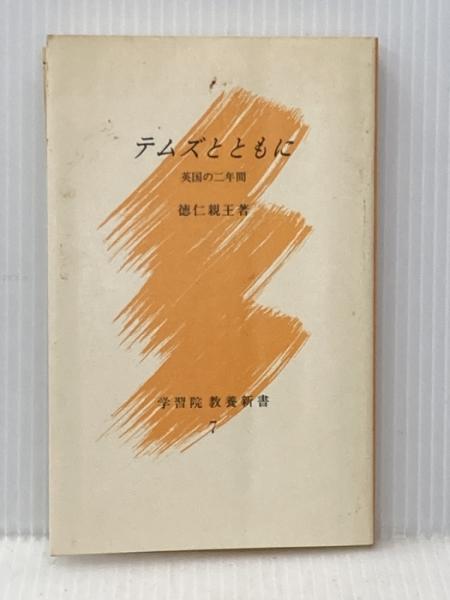 テムズとともに
英国の二年間
徳仁親王著
学習院 教養新書
7